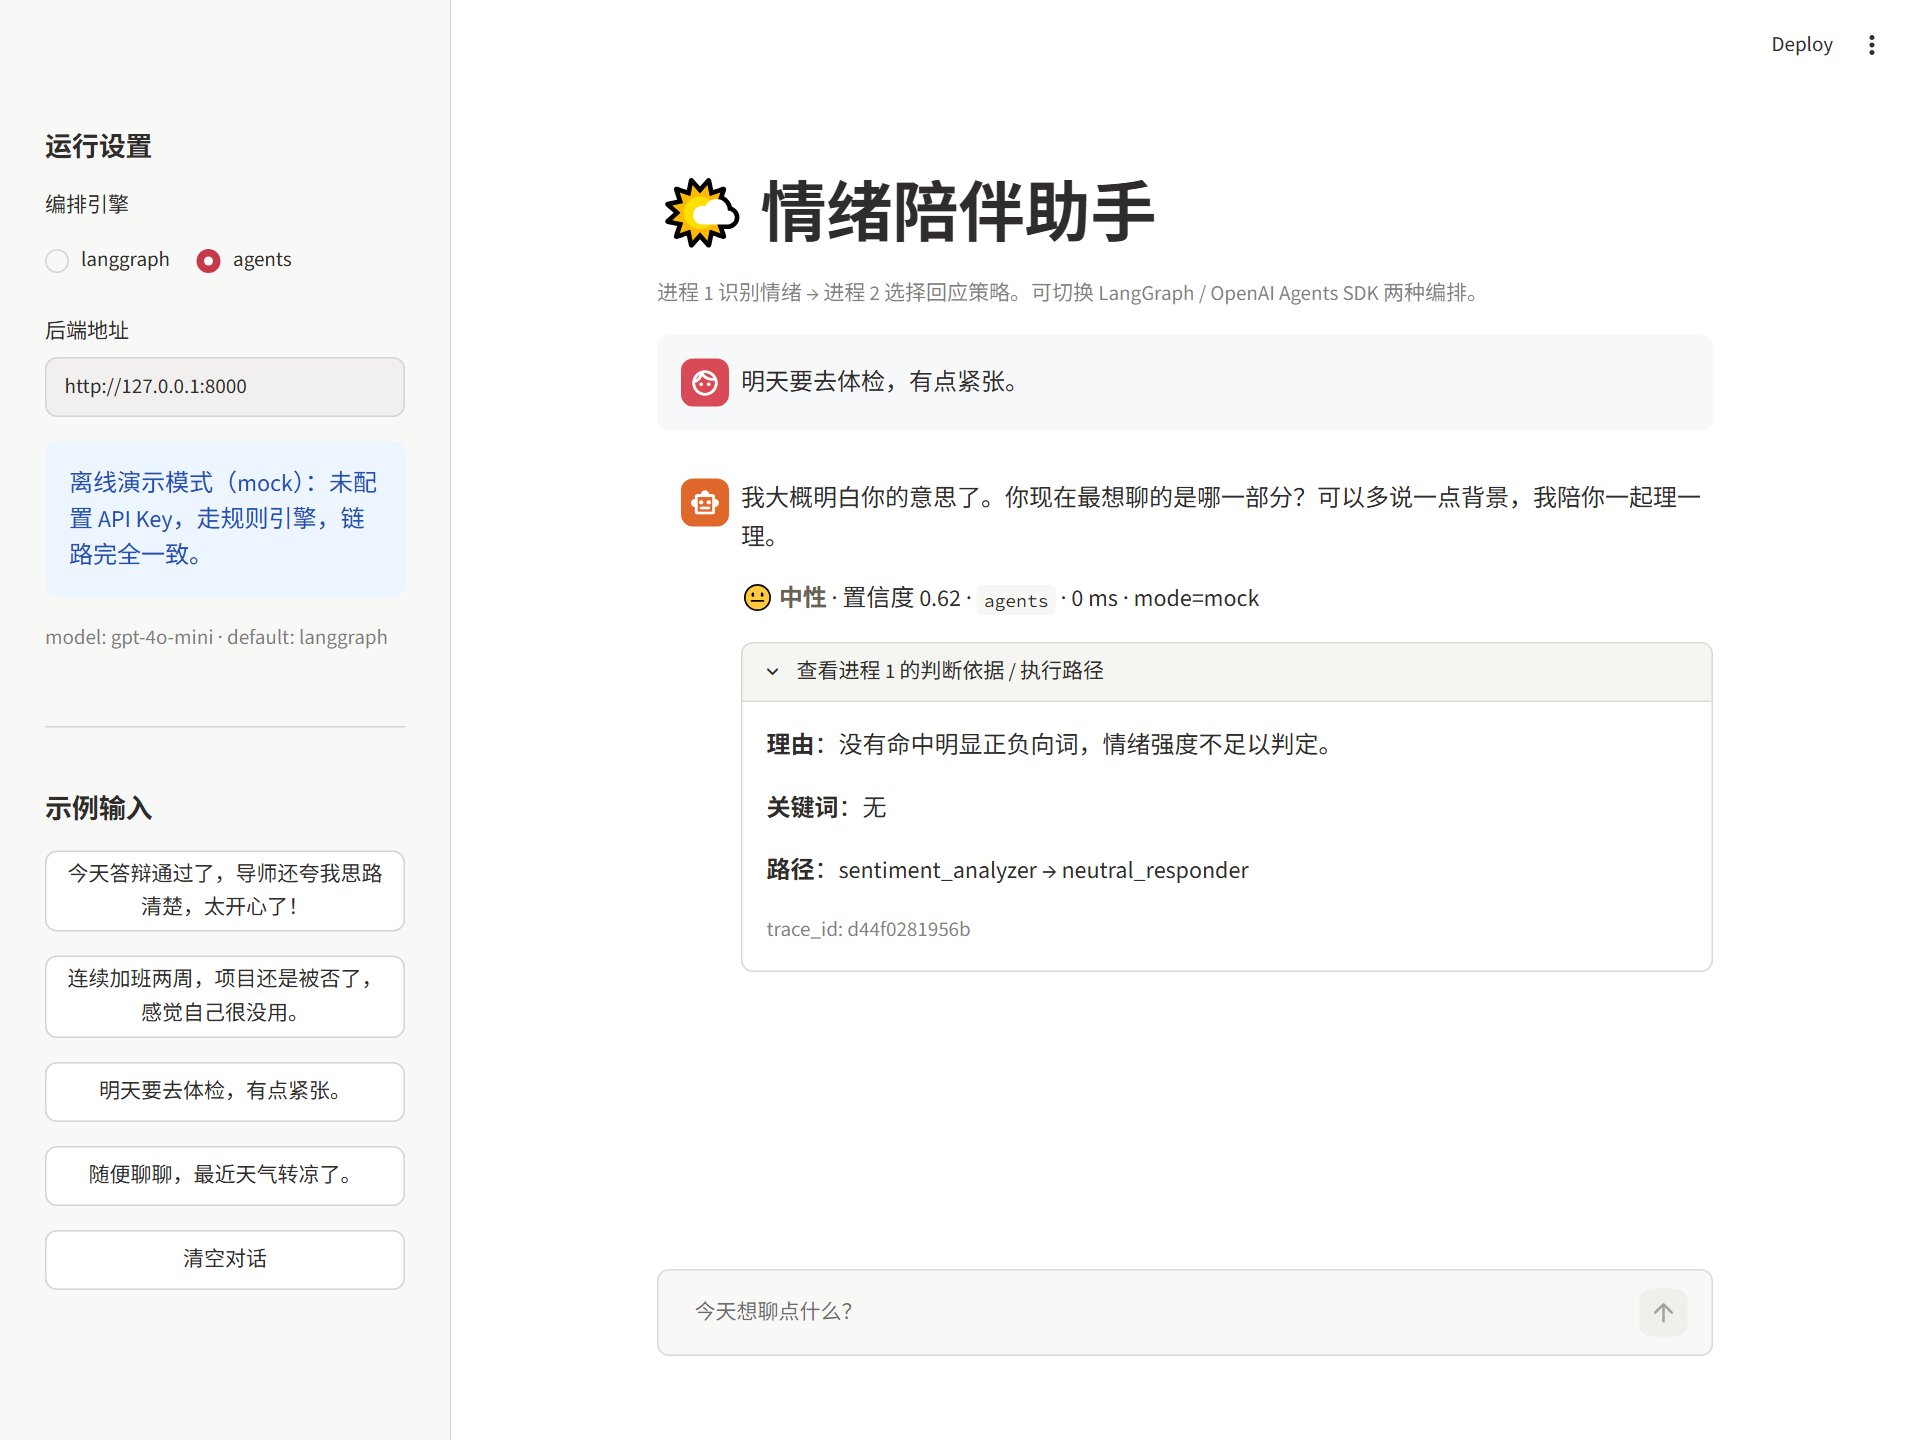 Deploy
运行设置
编排引擎
langgraph agents
后端地址
http://127.0.0.1:8000
离线演示模式（mock）：未配
置 API Key，走规则引擎，链
路完全一致。
model: gpt-4o-mini · default: langgraph
示例输入
今天答辩通过了，导师还夸我思路
清楚，太开心了！
连续加班两周，项目还是被否了，
感觉自己很没用。
明天要去体检，有点紧张。
随便聊聊，最近天气转凉了。
清空对话
情绪陪伴助手
进程 1 识别情绪 → 进程 2 选择回应策略。可切换 LangGraph / OpenAI Agents SDK 两种编排。
明天要去体检，有点紧张。
我大概明白你的意思了。你现在最想聊的是哪一部分？可以多说一点背景，我陪你一起理一
理。
中性 · 置信度 0.62 · agents · 0 ms · mode=mock
查看进程 1 的判断依据 / 执行路径
理由：没有命中明显正负向词，情绪强度不足以判定。
关键词：无
路径：sentiment_analyzer → neutral_responder
trace_id: d44f0281956b
今天想聊点什么？